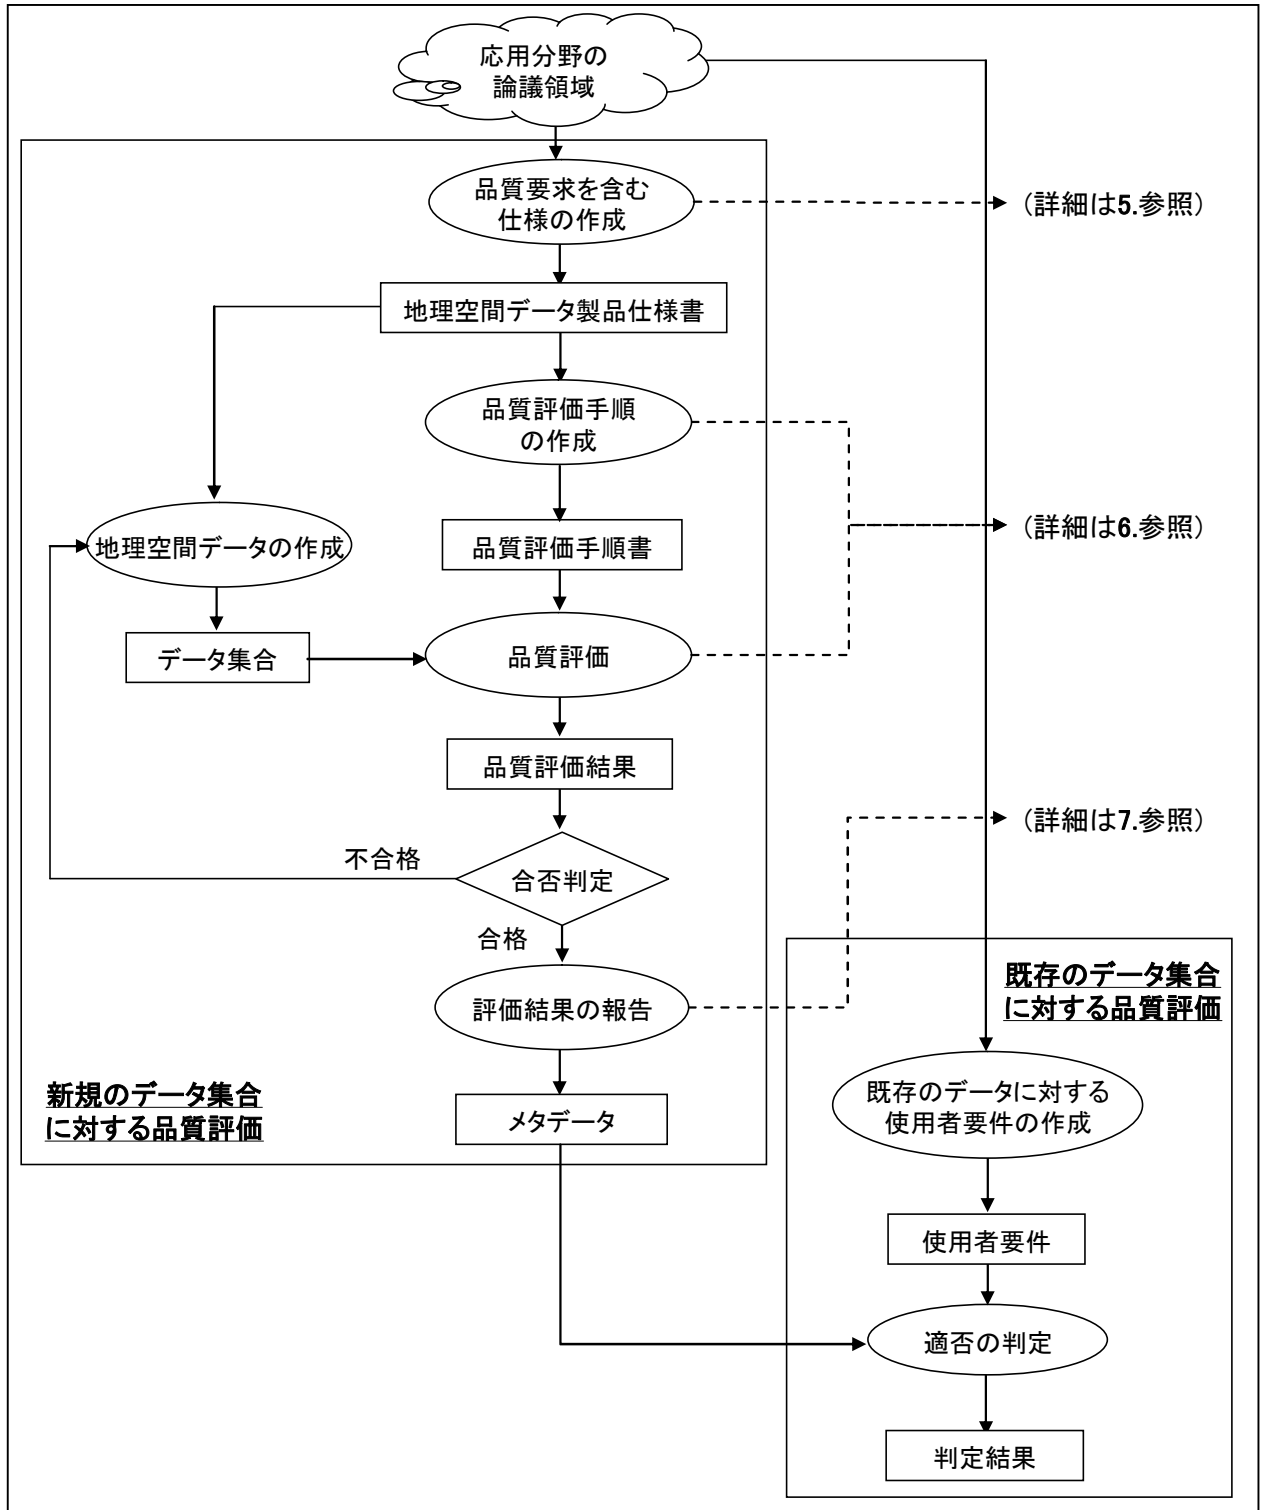 応用分野の
論議領域
品質要求を含む
仕様の作成
(詳細は5.参照)
地理空間データ製品仕様書
品質評価手順
の作成
(詳細は6.参照)
地理空間データの作成
品質評価手順書
データ集合
品質評価
品質評価結果
(詳細は7.参照)
不合格
合否判定
合格
評価結果の報告
新規のデータ集合
に対する品質評価
メタデータ
既存のデータ集合
に対する品質評価
既存のデータに対する
使用者要件の作成
使用者要件
適否の判定
判定結果